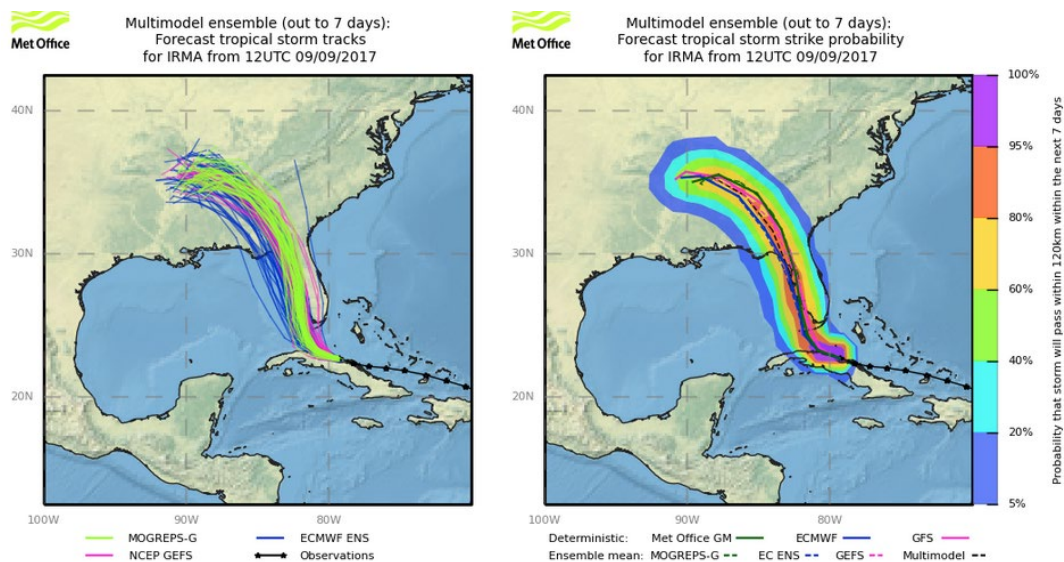 Met Office
Multimodel ensemble (out to 7 days):
Forecast tropical storm tracks
for IRMA from 12UTC 09/09/2017
40N
30N
20N
100W 90W 80W
MOGREPS-G ECMWF ENS
NCEP GEFS Observations
Met Office
Multimodel ensemble (out to 7 days):
Forecast tropical storm strike probability
for IRMA from 12UTC 09/09/2017
40N
30N
20N
100W 90W 80W
100%
95%
80%
60%
40%
20%
5%
Probability that storm will pass within 120km within the next 7 days
Deterministic: Met Office GM ECMWF GFS
Ensemble mean: MOGREPS-G EC ENS GEFS Multimodel